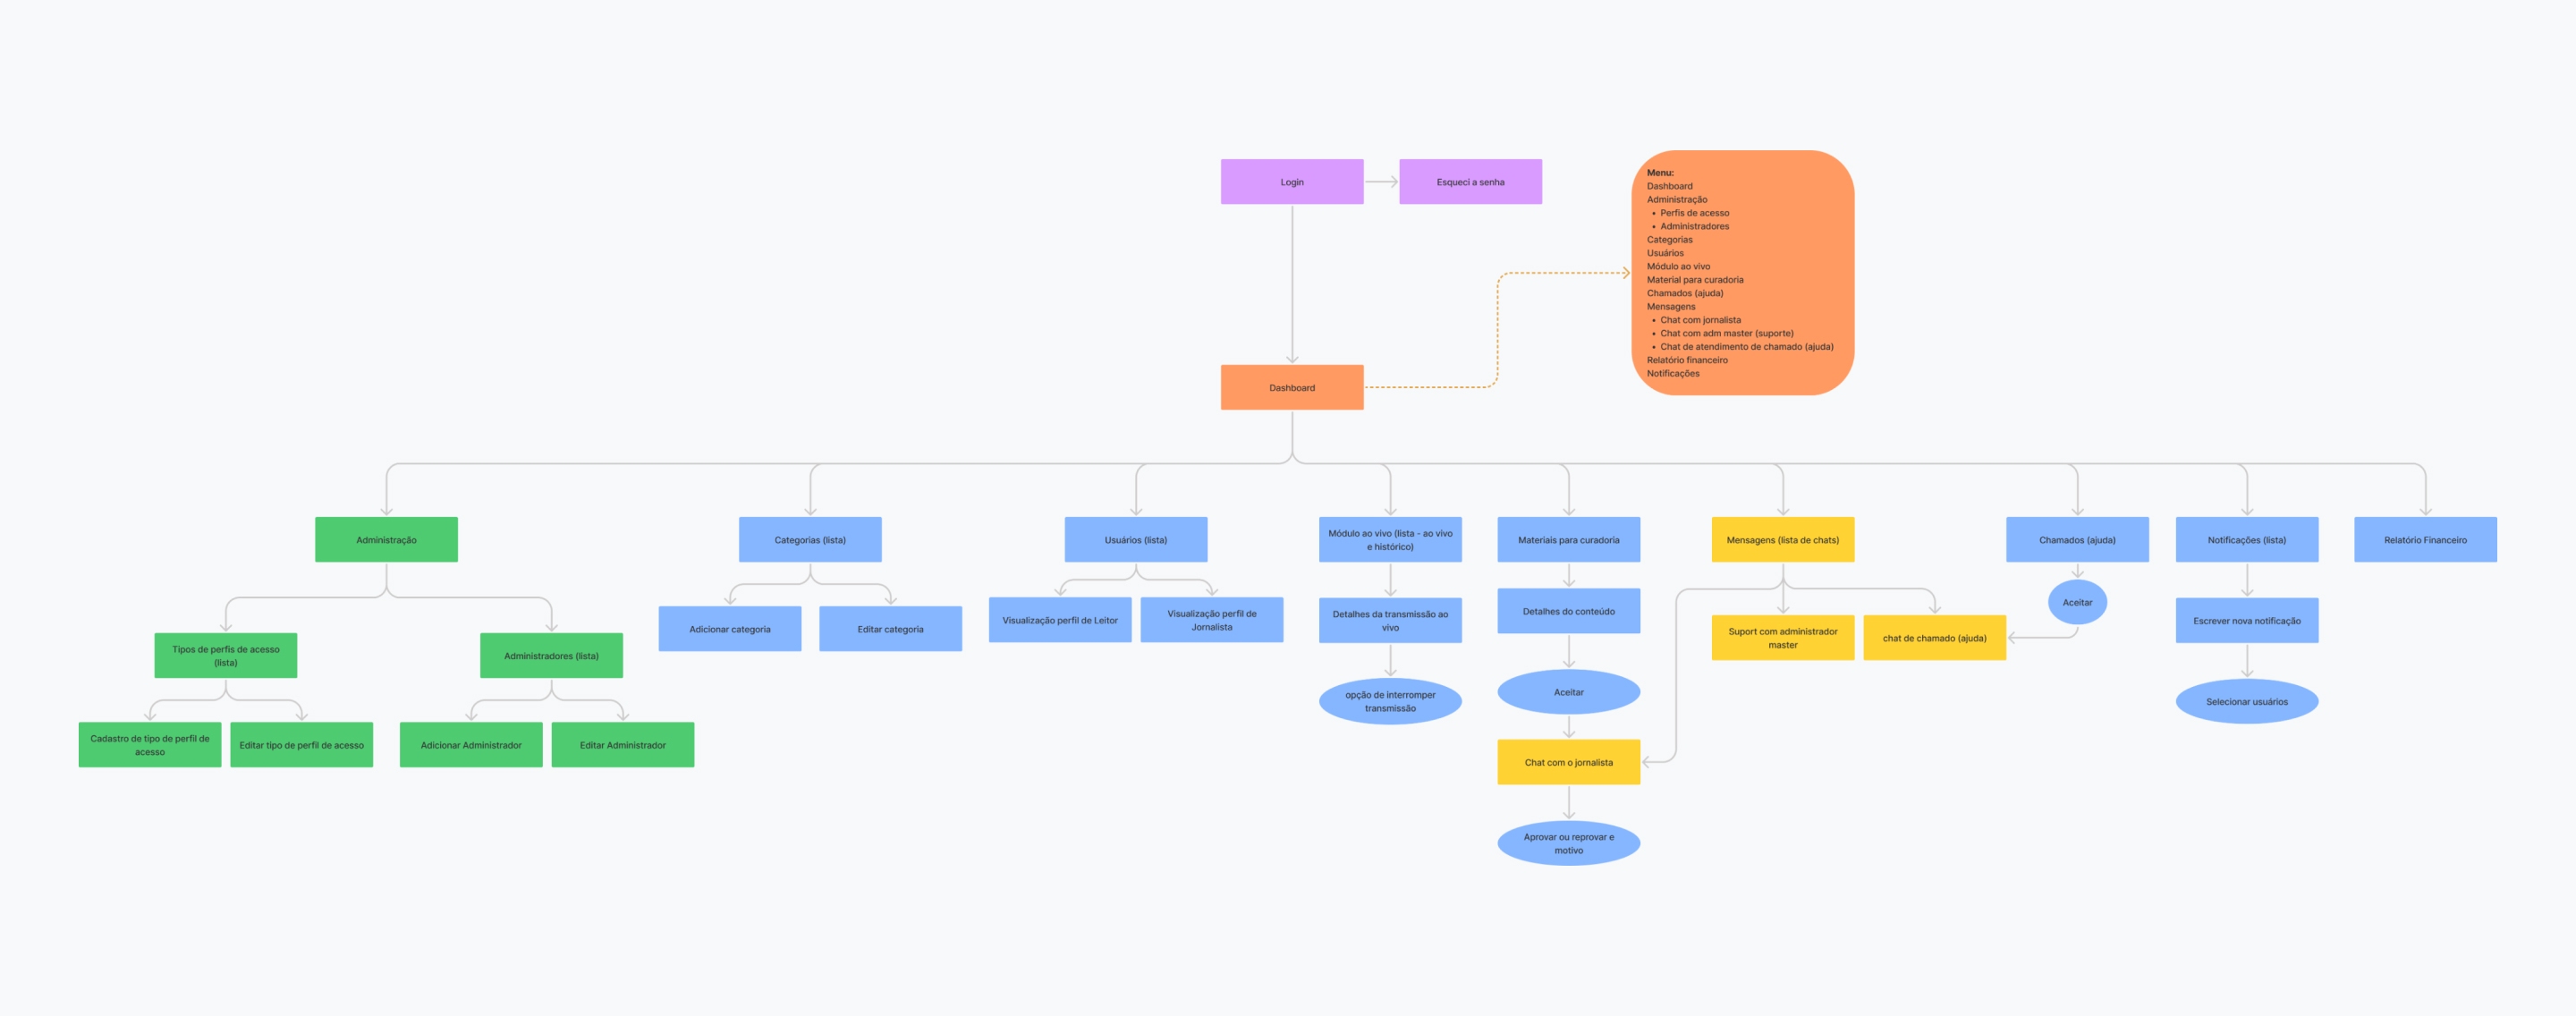 Login
Esqueci a senha
Menu:
Dashboard
Administração
• Perfis de acesso
• Administradores
Categorias
Usuários
Módulo ao vivo
Material para curadoria
Chamados (ajuda)
Mensagens
• Chat com jornalista
• Chat com adm master (suporte)
• Chat de atendimento de chamado (ajuda)
Relatório financeiro
Notificações
Dashboard
Administração
Categorias (lista)
Usuários (lista)
Módulo ao vivo (lista - ao vivo
e histórico)
Materiais para curadoria
Mensagens (lista de chats)
Chamados (ajuda)
Notificações (lista)
Relatório Financeiro
Tipos de perfis de acesso
(lista)
Administradores (lista)
Adicionar categoria
Editar categoria
Visualização perfil de Leitor
Visualização perfil de
Jornalista
Detalhes da transmissão ao
vivo
Detalhes do conteúdo
Suport com administrador
master
chat de chamado (ajuda)
Aceitar
Escrever nova notificação
Cadastro de tipo de perfil de
acesso
Editar tipo de perfil de acesso
Adicionar Administrador
Editar Administrador
opção de interromper
transmissão
Aceitar
Selecionar usuários
Chat com o jornalista
Aprovar ou reprovar e
motivo